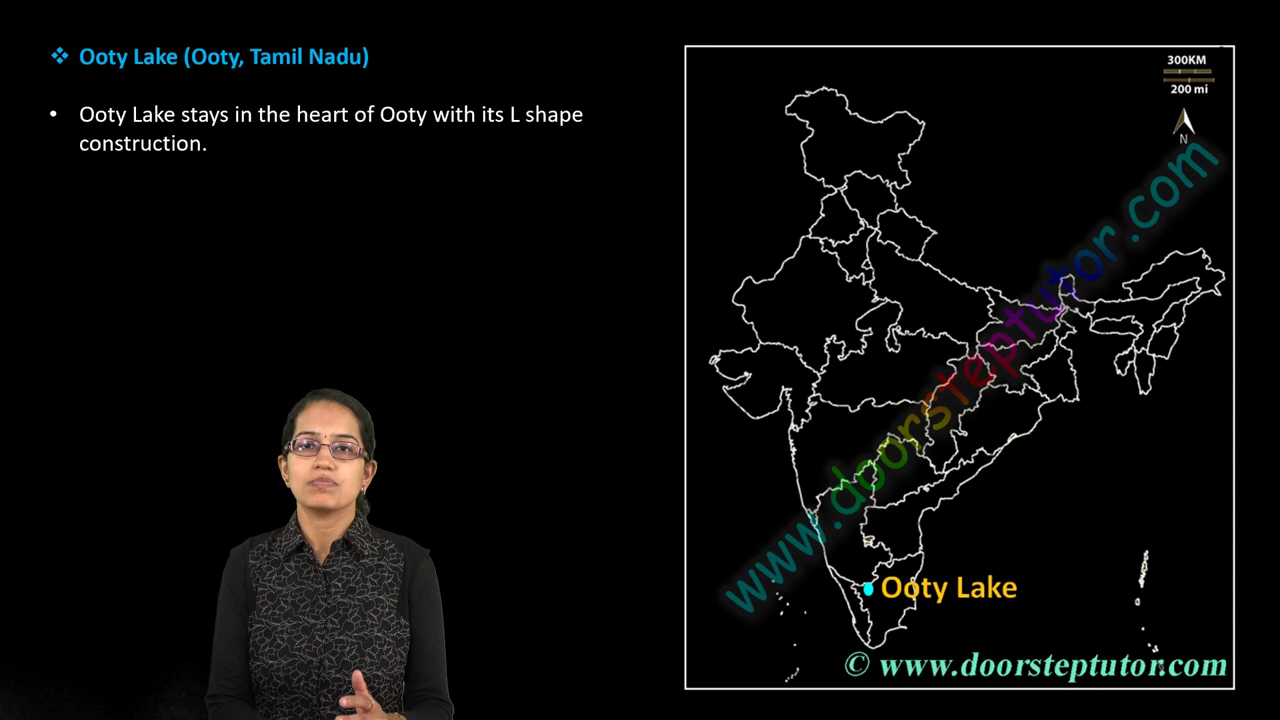 ❖ Ooty Lake (Ooty, Tamil Nadu)
• Ooty Lake stays in the heart of Ooty with its L shape
construction.
300KM
200 mi
N
www.doorsteptutor.com
Ooty Lake
© www.doorsteptutor.com